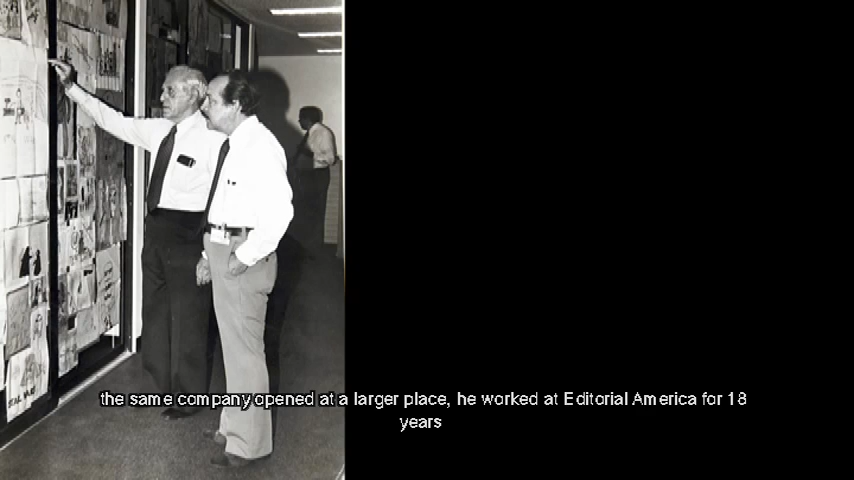 the same company opened at a larger place, he worked at Editorial America for 18
years